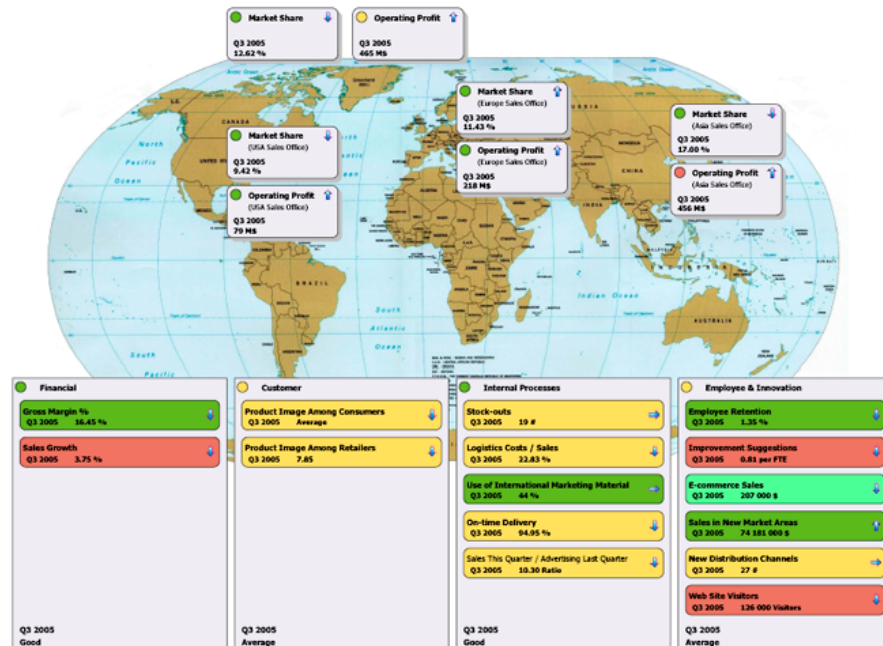 Market Share
Q3 2005
12.62 %
Operating Profit
Q3 2005
465 M$
Market Share
(Europe Sales Office)
Q3 2005
11.43 %
Market Share
(Asia Sales Office)
Q3 2005
17.00 %
Market Share
(USA Sales Office)
Q3 2005
9.42 %
Operating Profit
(Europe Sales Office)
Q3 2005
218 M$
Operating Profit
(Asia Sales Office)
Q3 2005
456 M$
Operating Profit
(USA Sales Office)
Q3 2005
79 M$
CANADA
North
Pacific
Ocean
RUSSIA
MONGOLIA
CHINA
INDIA
BRAZIL
South
Atlantic
Ocean
Indian Ocean
AUSTRALIA
South
Pacific
Financial
Gross Margin %
Q3 2005 16.45 %
Sales Growth
Q3 2005 3.75 %
Q3 2005
Good
Customer
Product Image Among Consumers
Q3 2005 Average
Product Image Among Retailers
Q3 2005 7.85
Q3 2005
Average
Internal Processes
Stock-outs
Q3 2005 19 #
Logistics Costs / Sales
Q3 2005 22.83 %
Use of International Marketing Material
Q3 2005 44 %
On-time Delivery
Q3 2005 94.95 %
Sales This Quarter / Advertising Last Quarter
Q3 2005 10.30 Ratio
Q3 2005
Good
Employee & Innovation
Employee Retention
Q3 2005 1.35 %
Improvement Suggestions
Q3 2005 0.81 per FTE
E-commerce Sales
Q3 2005 207 000 $
Sales in New Market Areas
Q3 2005 74 181 000 $
New Distribution Channels
Q3 2005 27 #
Web Site Visitors
Q3 2005 126 000 Visitors
Q3 2005
Average